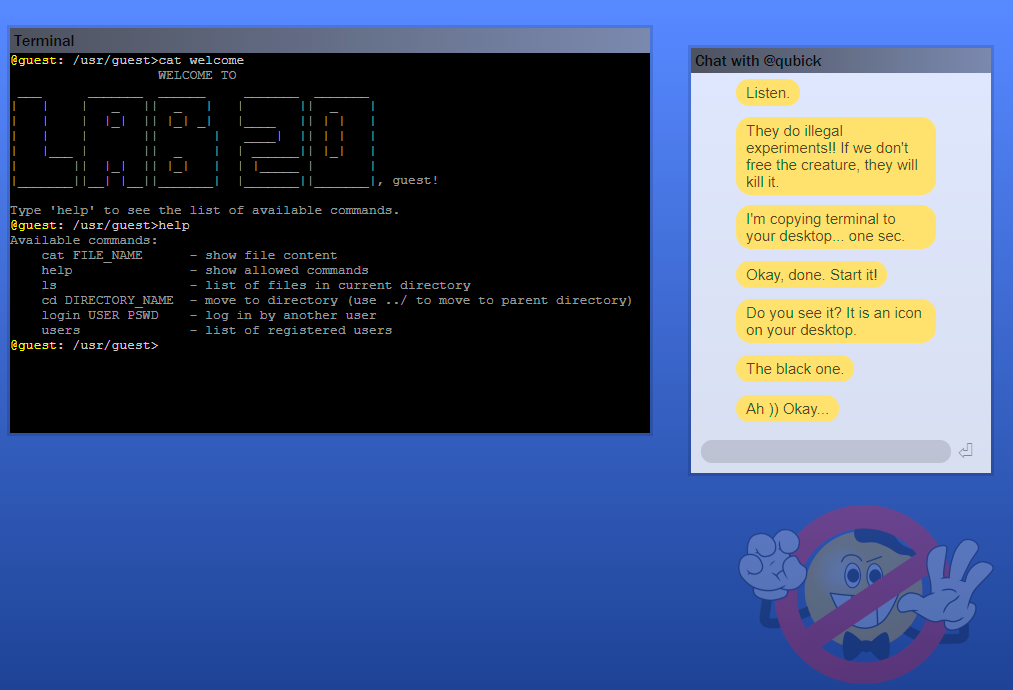 Terminal
@guest: /usr/guest>cat welcome
WELCOME TO
LAB 20, guest!
Type 'help' to see the list of available commands.
@guest: /usr/guest>help
Available commands:
cat FILE_NAME - show file content
help - show allowed commands
ls - list of files in current directory
cd DIRECTORY_NAME - move to directory (use ../ to move to parent directory)
login USER PSWD - log in by another user
users - list of registered users
@guest: /usr/guest>
Chat with @qubick
Listen.
They do illegal
experiments!! If we don't
free the creature, they will
kill it.
I'm copying terminal to
your desktop... one sec.
Okay, done. Start it!
Do you see it? It is an icon
on your desktop.
The black one.
Ah )) Okay...